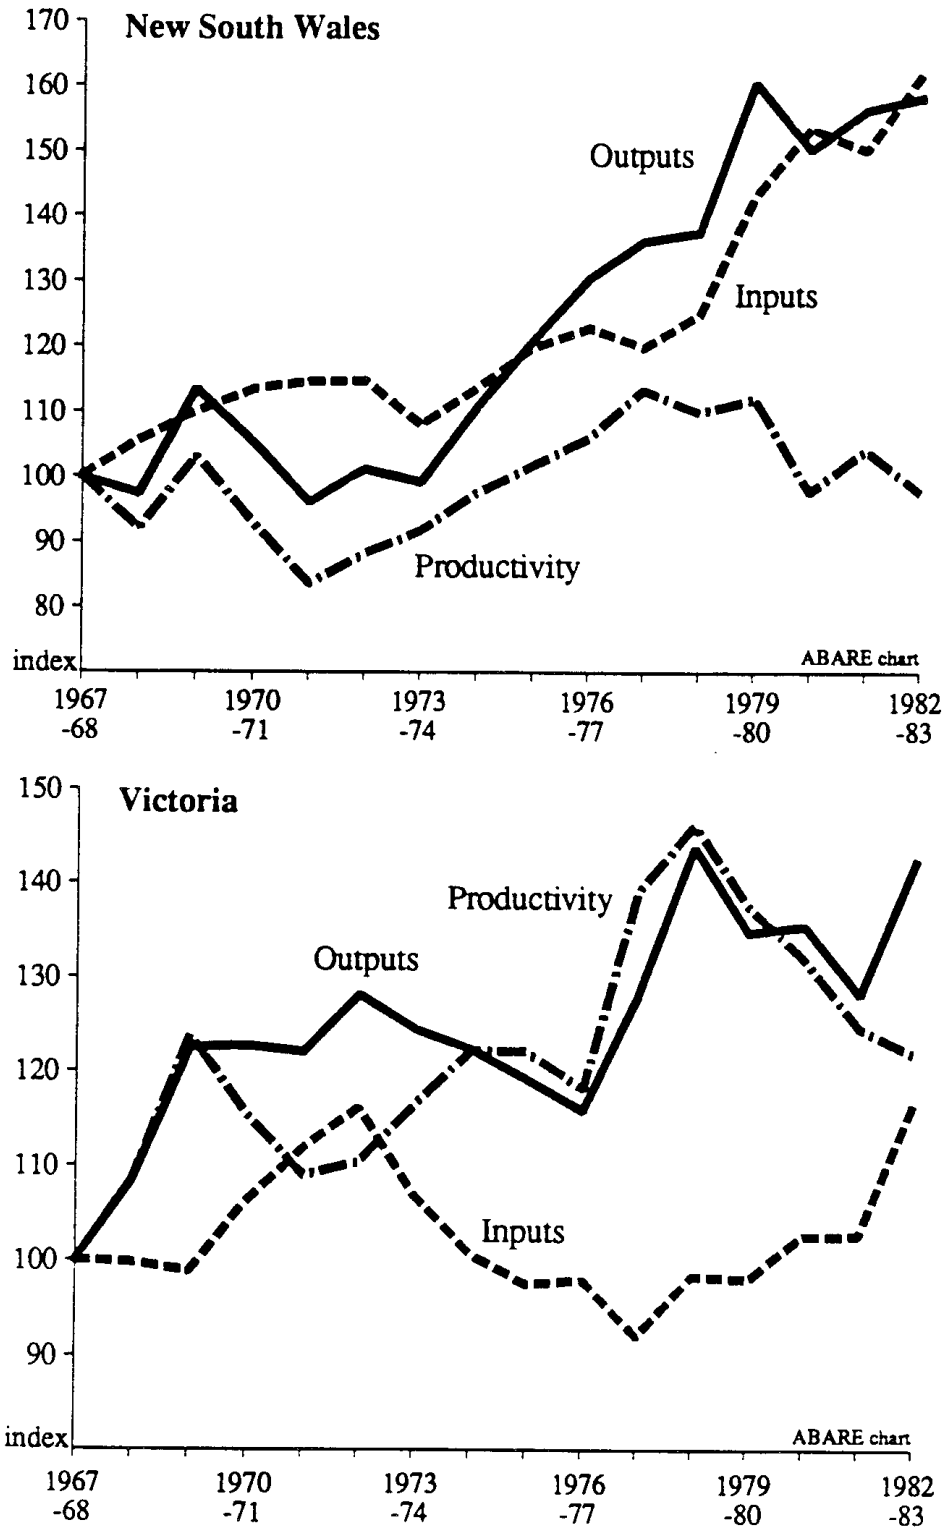 New South Wales
170
160
150
140
130
120
110
100
90
80
index
Outputs
Inputs
Productivity
ABARE chart
1967 1970 1973 1976 1979 1982
-68 -71 -74 -77 -80 -83
Victoria
150
140
130
120
110
100
90
index
Productivity
Outputs
Inputs
ABARE chart
1967 1970 1973 1976 1979 1982
-68 -71 -74 -77 -80 -83